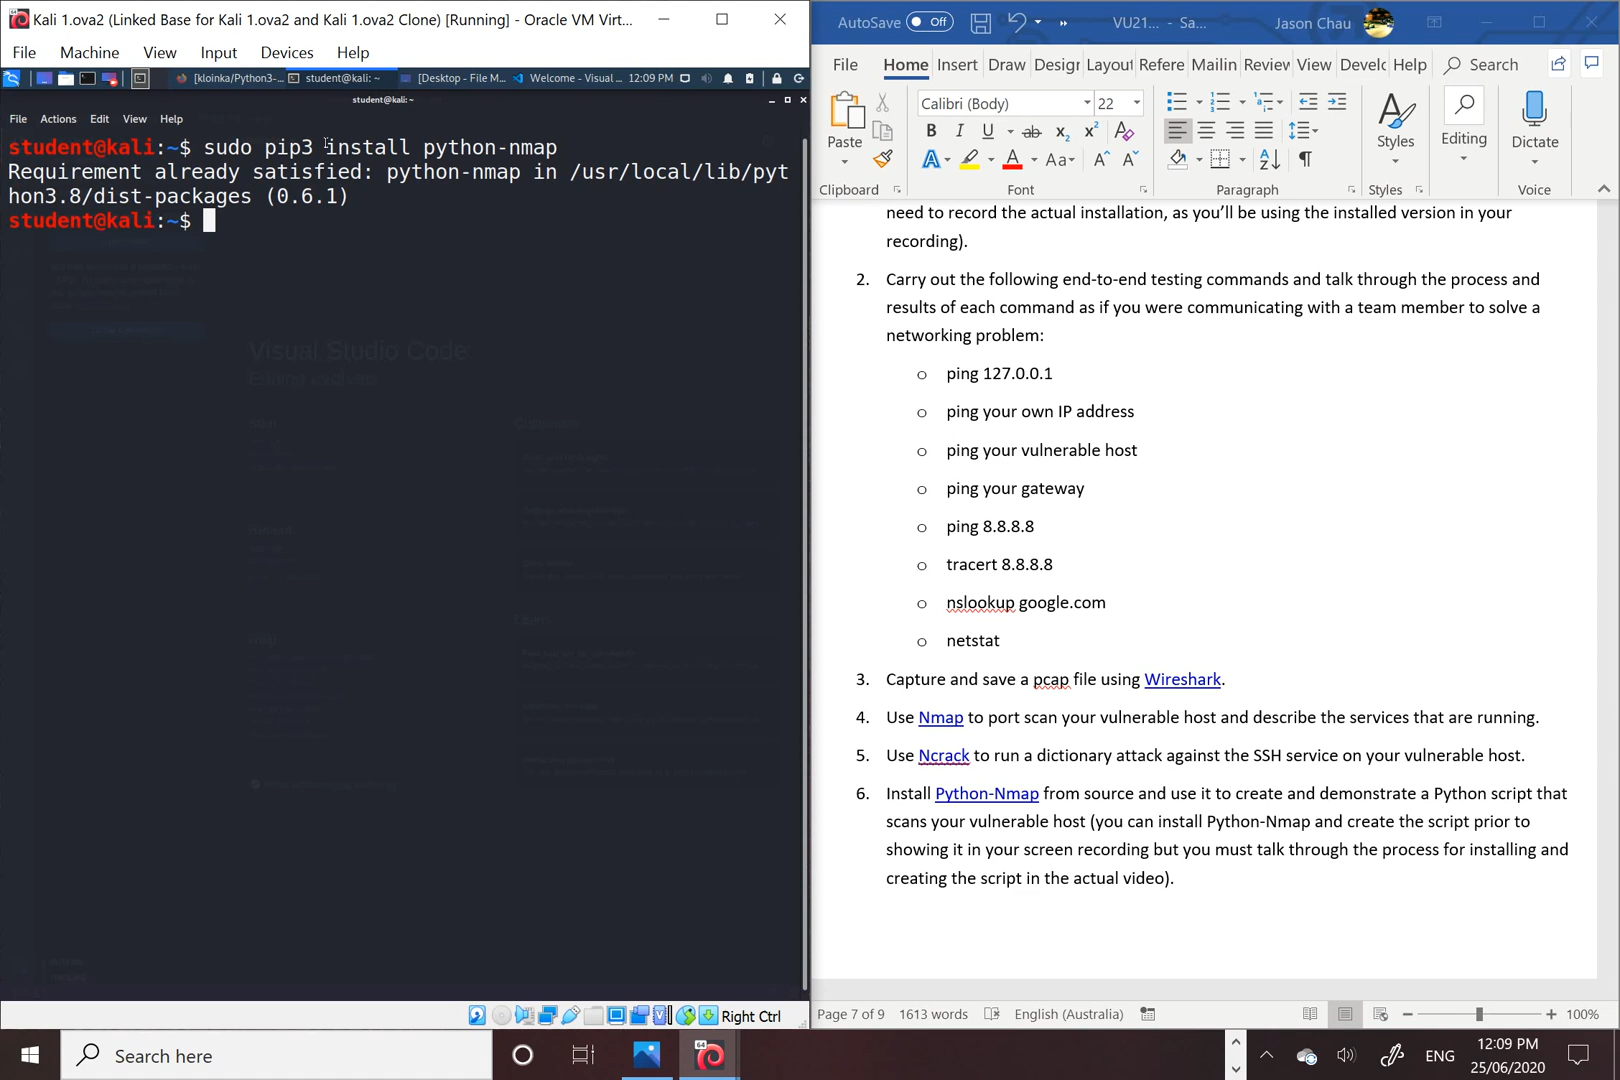 Kali 1.ova2 (Linked Base for Kali 1.ova2 and Kali 1.ova2 Clone) [Running] - Oracle VM Virt...
File Machine View Input Devices Help
[kloinka/Python3-... student@kali: ~ [Desktop - File M... Welcome - Visual ... 12:09 PM
student@kali: ~
File Actions Edit View Help
student@kali:~$ sudo pip3 install python-nmap
Requirement already satisfied: python-nmap in /usr/local/lib/pyt
hon3.8/dist-packages (0.6.1)
student@kali:~$
Visual Studio Code
Right Ctrl
AutoSave Off VU21... - Sa... Jason Chau
File Home Insert Draw Design Layout Refere Mailin Review View Develc Help Search
Calibri (Body) 22
Paste Styles Editing Dictate
Clipboard Font Paragraph Styles Voice
need to record the actual installation, as you'll be using the installed version in your
recording).
2. Carry out the following end-to-end testing commands and talk through the process and
results of each command as if you were communicating with a team member to solve a
networking problem:
o ping 127.0.0.1
o ping your own IP address
o ping your vulnerable host
o ping your gateway
o ping 8.8.8.8
o tracert 8.8.8.8
o nslookup google.com
o netstat
3. Capture and save a pcap file using Wireshark.
4. Use Nmap to port scan your vulnerable host and describe the services that are running.
5. Use Ncrack to run a dictionary attack against the SSH service on your vulnerable host.
6. Install Python-Nmap from source and use it to create and demonstrate a Python script that
scans your vulnerable host (you can install Python-Nmap and create the script prior to
showing it in your screen recording but you must talk through the process for installing and
creating the script in the actual video).
Page 7 of 9 1613 words English (Australia) 100%
Search here
ENG
12:09 PM
25/06/2020